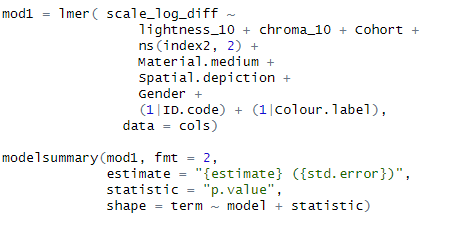 mod1 = lmer( scale_log_diff ~
lightness_10 + chroma_10 + Cohort +
ns(index2, 2) +
Material.medium +
Spatial.depiction +
Gender +
(1|ID.code) + (1|Colour.label),
data = cols)
modelsummary(mod1, fmt = 2,
estimate = "{estimate} ({std.error})",
statistic = "p.value",
shape = term ~ model + statistic)